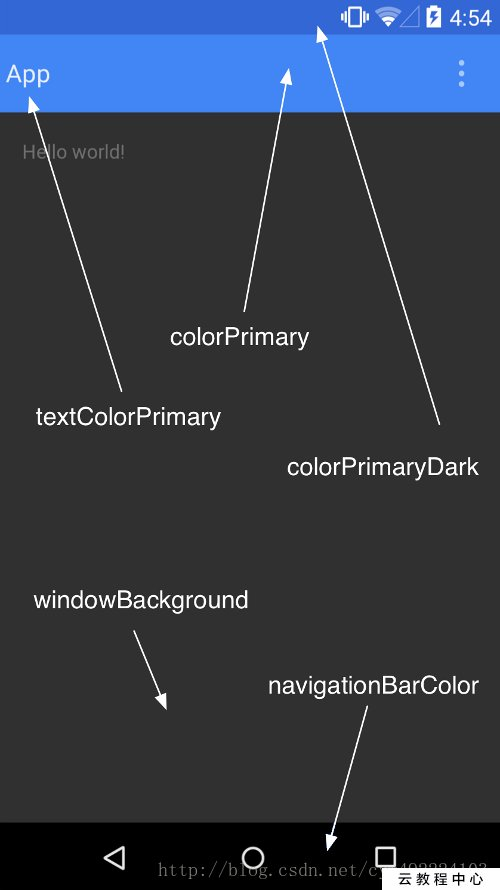 4:54
App
Hello world!
colorPrimary
textColorPrimary
colorPrimaryDark
windowBackground
navigationBarColor
云教程中心